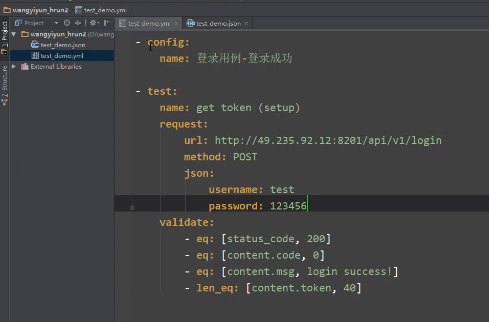 wangyiyun_hrun2
test_demo.yml
Project
test_demo.yml
test_demo.json
wangyiyun_hrun2
test_demo.json
test_demo.yml
External Libraries
1: Project
7: Structure
- config:
name: 登录用例-登录成功
- test:
name: get token (setup)
request:
url: http://49.235.92.12:8201/api/v1/login
method: POST
json:
username: test
password: 123456
validate:
- eq: [status_code, 200]
- eq: [content.code, 0]
- eq: [content.msg, login success!]
- len_eq: [content.token, 40]